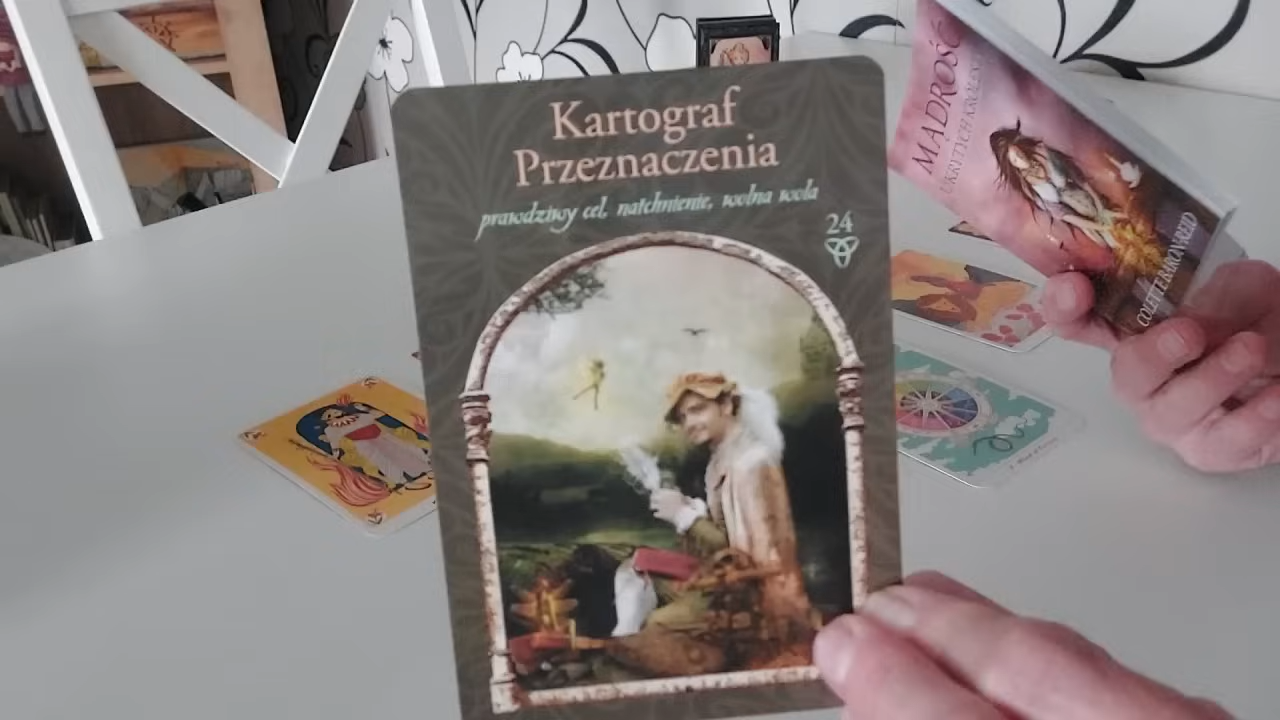 Kartograf
Przeznaczenia
prawdziwy cel, natchnienie, wolna wola
24
MĄDROŚĆ
UKRYTYCH KRÓLESTW
COLETTE BARON-REID